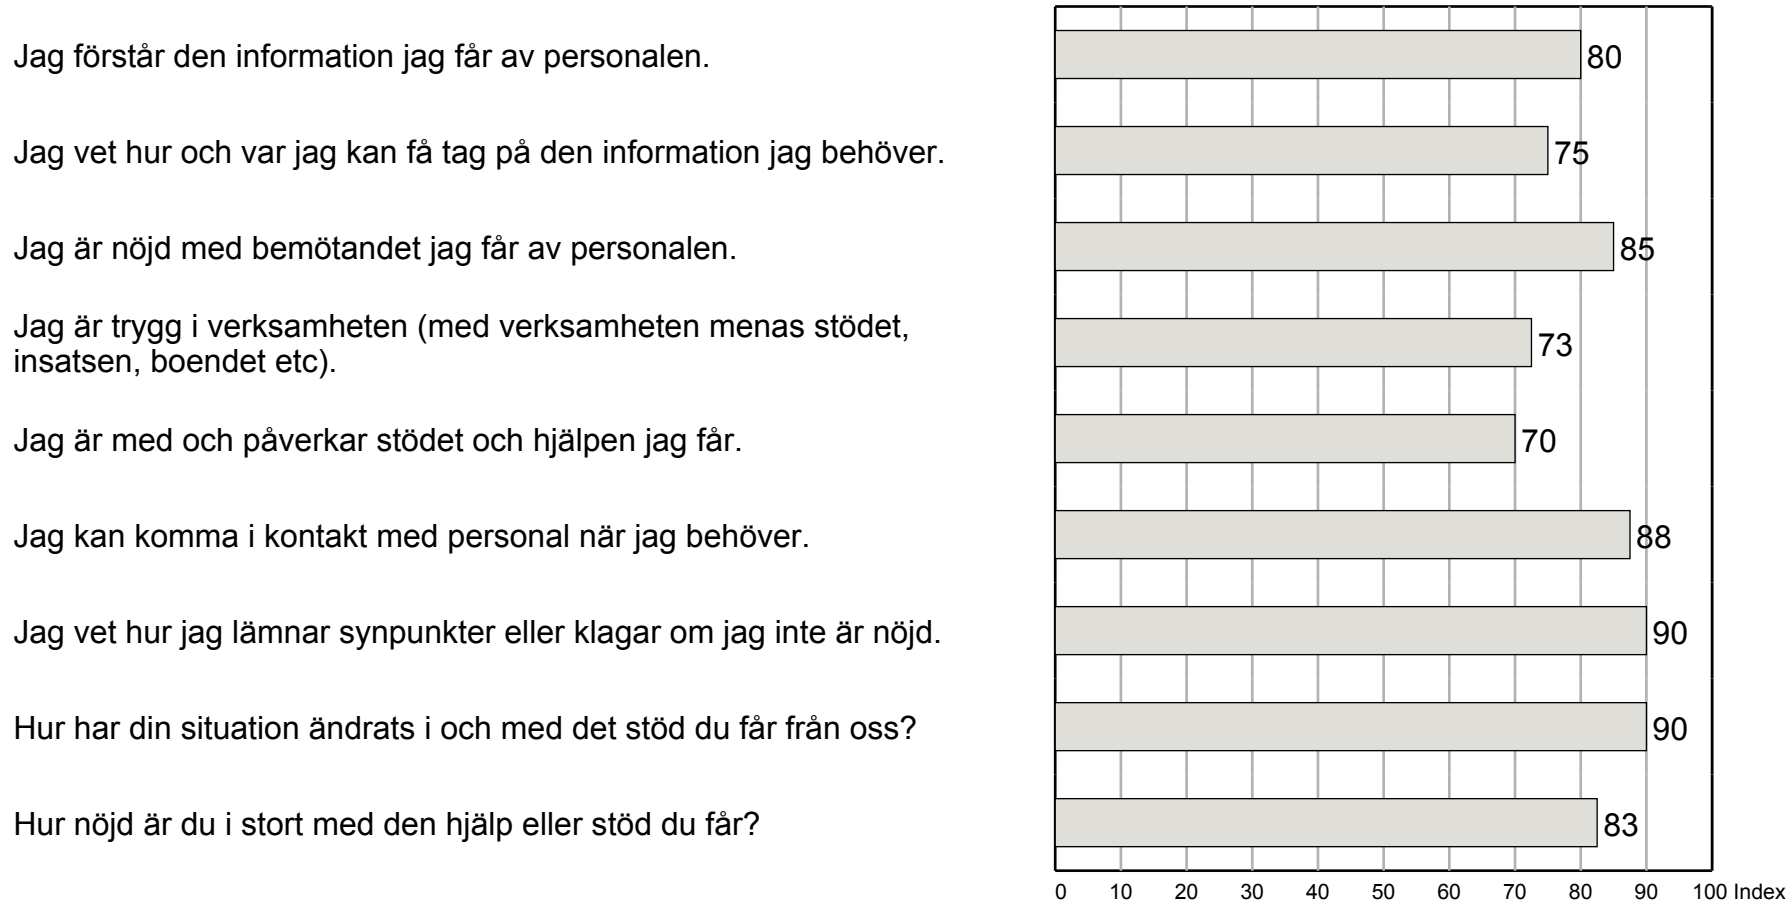 Jag förstår den information jag får av personalen.
80
Jag vet hur och var jag kan få tag på den information jag behöver.
75
Jag är nöjd med bemötandet jag får av personalen.
85
Jag är trygg i verksamheten (med verksamheten menas stödet,
insatsen, boendet etc).
73
Jag är med och påverkar stödet och hjälpen jag får.
70
Jag kan komma i kontakt med personal när jag behöver.
88
Jag vet hur jag lämnar synpunkter eller klagar om jag inte är nöjd.
90
Hur har din situation ändrats i och med det stöd du får från oss?
90
Hur nöjd är du i stort med den hjälp eller stöd du får?
83
0 10 20 30 40 50 60 70 80 90 100 Index